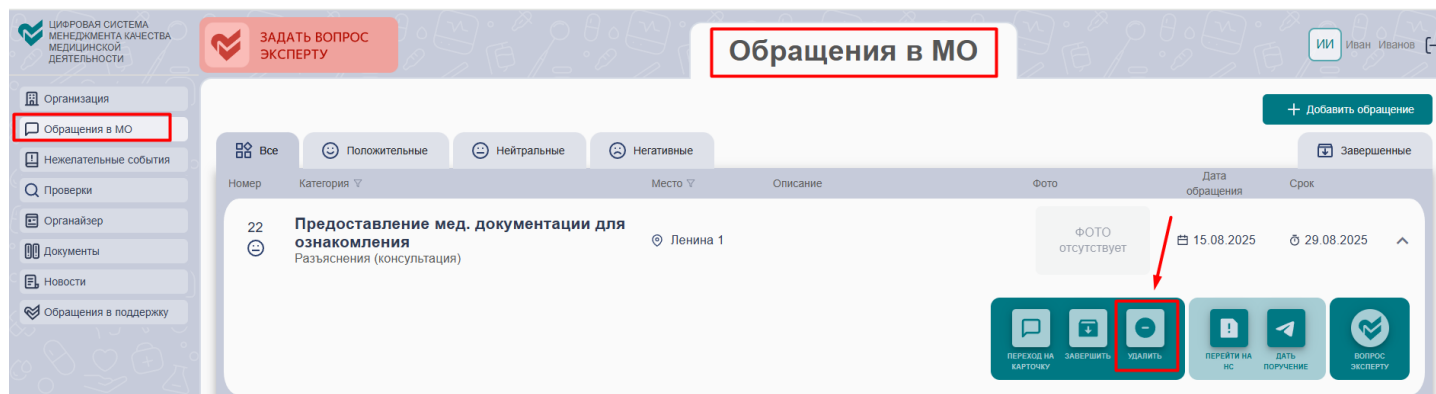 ЦИФРОВАЯ СИСТЕМА
МЕНЕДЖМЕНТА КАЧЕСТВА
МЕДИЦИНСКОЙ
ДЕЯТЕЛЬНОСТИ
ЗАДАТЬ ВОПРОС
ЭКСПЕРТУ
Обращения в МО
ИИ Иван Иванов
Организация
Обращения в МО
Нежелательные события
Проверки
Органайзер
Документы
Новости
Обращения в поддержку
+ Добавить обращение
Все Положительные Нейтральные Негативные Завершенные
Номер Категория Место Описание Фото Дата обращения Срок
22
Предоставление мед. документации для
ознакомления
Разъяснения (консультация)
Ленина 1
ФОТО
отсутствует
15.08.2025
29.08.2025
ПЕРЕХОД НА
КАРТОЧКУ
ЗАВЕРШИТЬ
УДАЛИТЬ
ПЕРЕЙТИ НА
НС
ДАТЬ
ПОРУЧЕНИЕ
ВОПРОС
ЭКСПЕРТУ